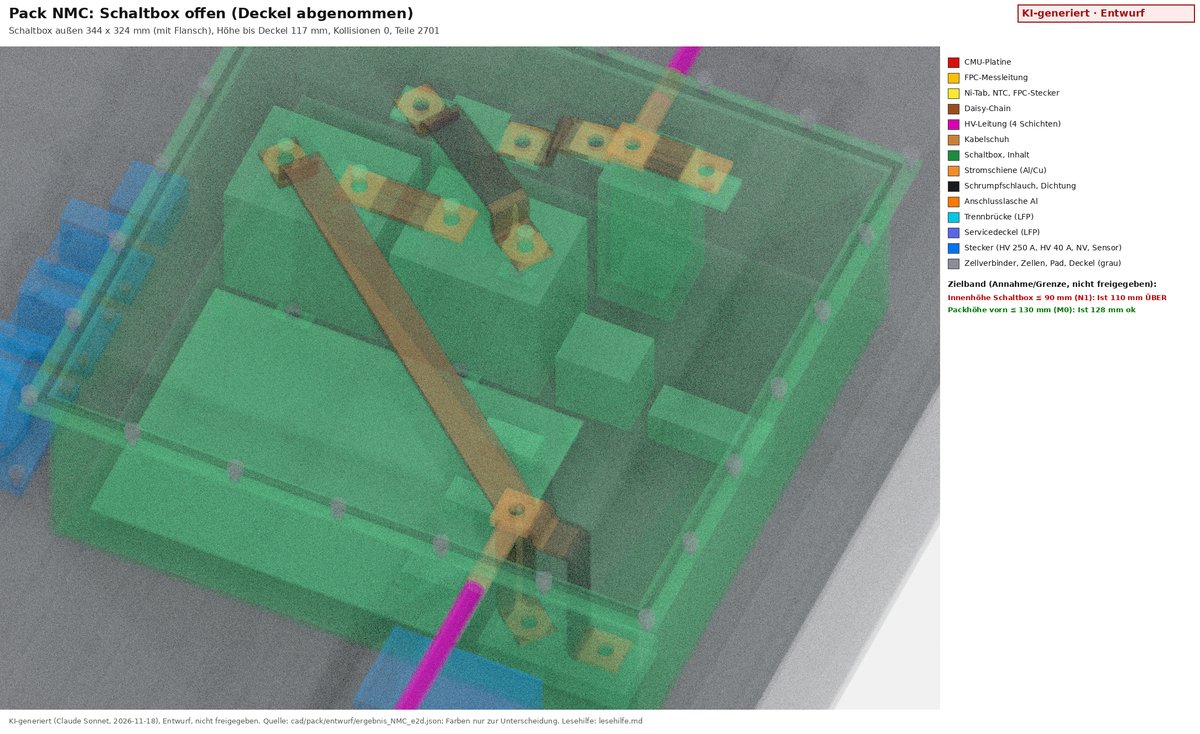 Pack NMC: Schaltbox offen (Deckel abgenommen)
KI-generiert · Entwurf
Schaltbox außen 344 x 324 mm (mit Flansch), Höhe bis Deckel 117 mm, Kollisionen 0, Teile 2701
CMU-Platine
FPC-Messleitung
Ni-Tab, NTC, FPC-Stecker
Daisy-Chain
HV-Leitung (4 Schichten)
Kabelschuh
Schaltbox, Inhalt
Stromschiene (Al/Cu)
Schrumpfschlauch, Dichtung
Anschlusslasche Al
Trennbrücke (LFP)
Servicedeckel (LFP)
Stecker (HV 250 A, HV 40 A, NV, Sensor)
Zellverbinder, Zellen, Pad, Deckel (grau)
Zielband (Annahme/Grenze, nicht freigegeben):
Innenhöhe Schaltbox ≤ 90 mm (N1): Ist 110 mm ÜBER
Packhöhe vorn ≤ 130 mm (M0): Ist 128 mm ok
KI-generiert (Claude Sonnet, 2026-11-18), Entwurf, nicht freigegeben. Quelle: cad/pack/entwurf/ergebnis_NMC_e2d.json; Farben nur zur Unterscheidung. Lesehilfe: lesehilfe.md